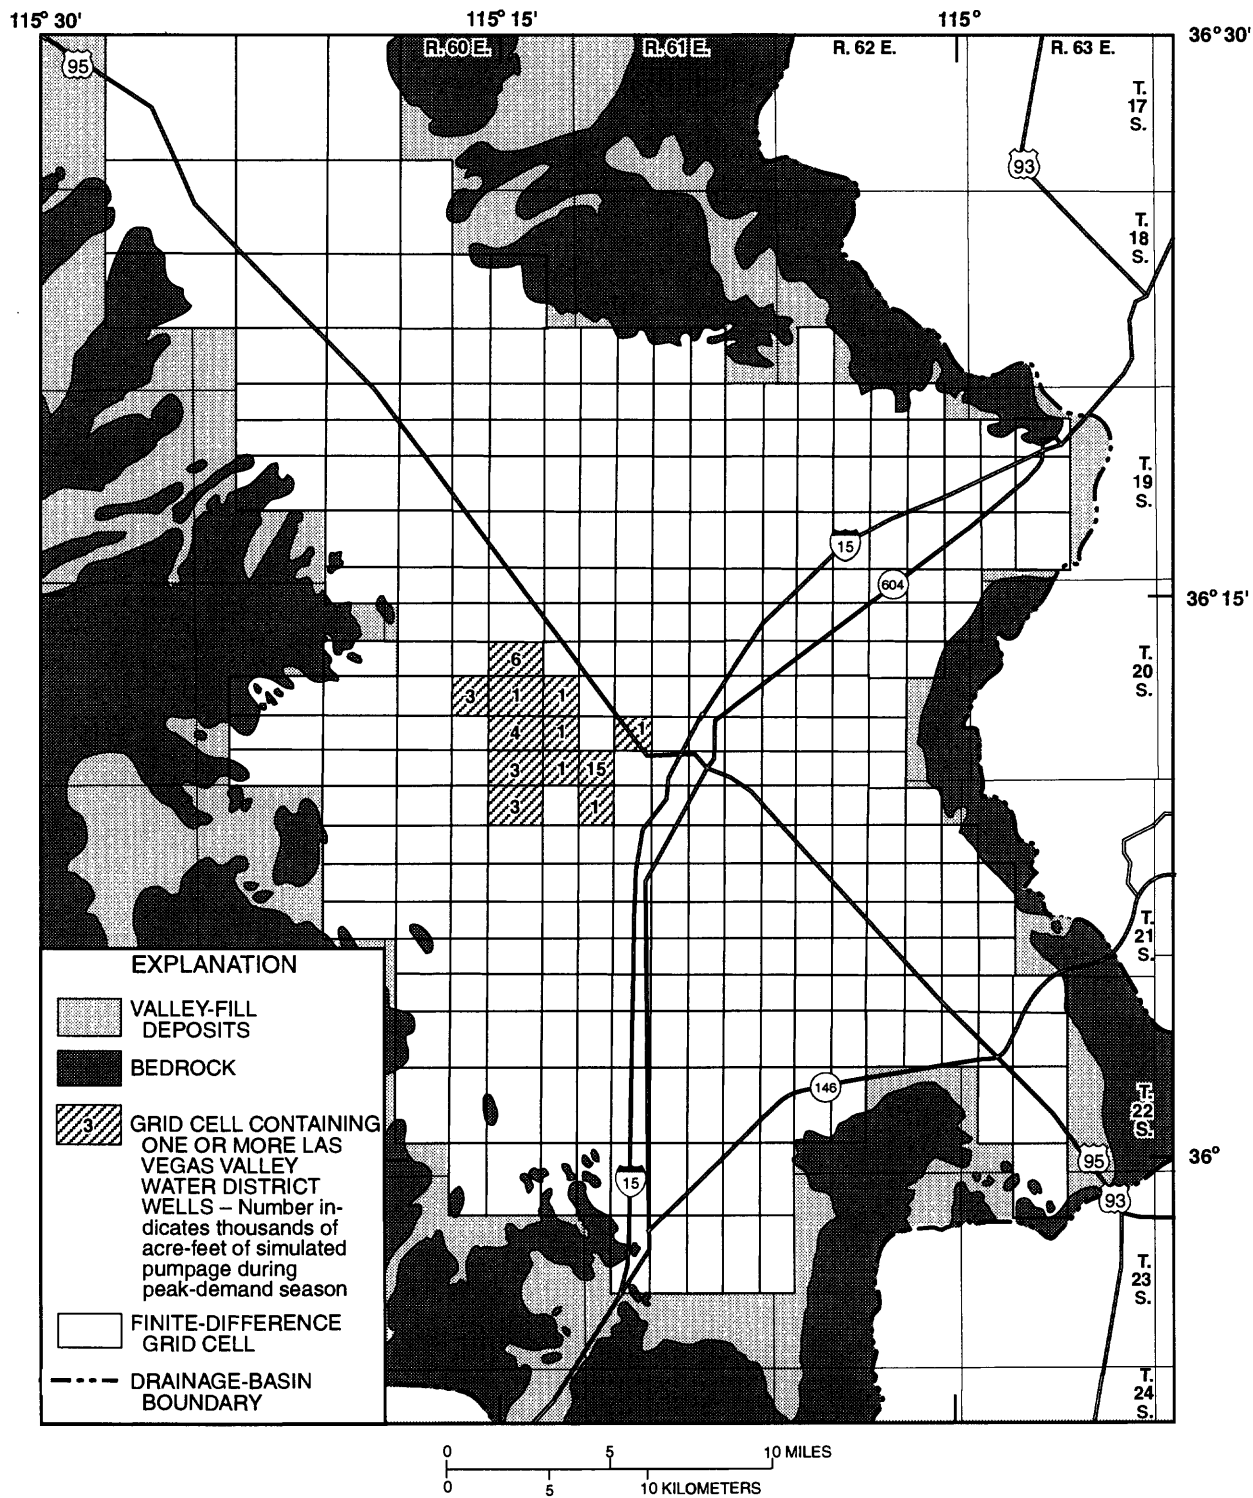 115° 30'
115° 15'
115°
R. 60 E.
R. 61 E.
R. 62 E.
R. 63 E.
36° 30'
95
T.
17
S.
93
T.
18
S.
T.
19
S.
15
604
36° 15'
T.
20
S.
6
3
1
1
4
1
1
3
1
15
3
1
T.
21
S.
EXPLANATION
VALLEY-FILL
DEPOSITS
BEDROCK
3
GRID CELL CONTAINING
ONE OR MORE LAS
VEGAS VALLEY
WATER DISTRICT
WELLS – Number in-
dicates thousands of
acre-feet of simulated
pumpage during
peak-demand season
FINITE-DIFFERENCE
GRID CELL
DRAINAGE-BASIN
BOUNDARY
146
T.
22
S.
95
36°
15
93
T.
23
S.
T.
24
S.
0
5
10 MILES
0
5
10 KILOMETERS